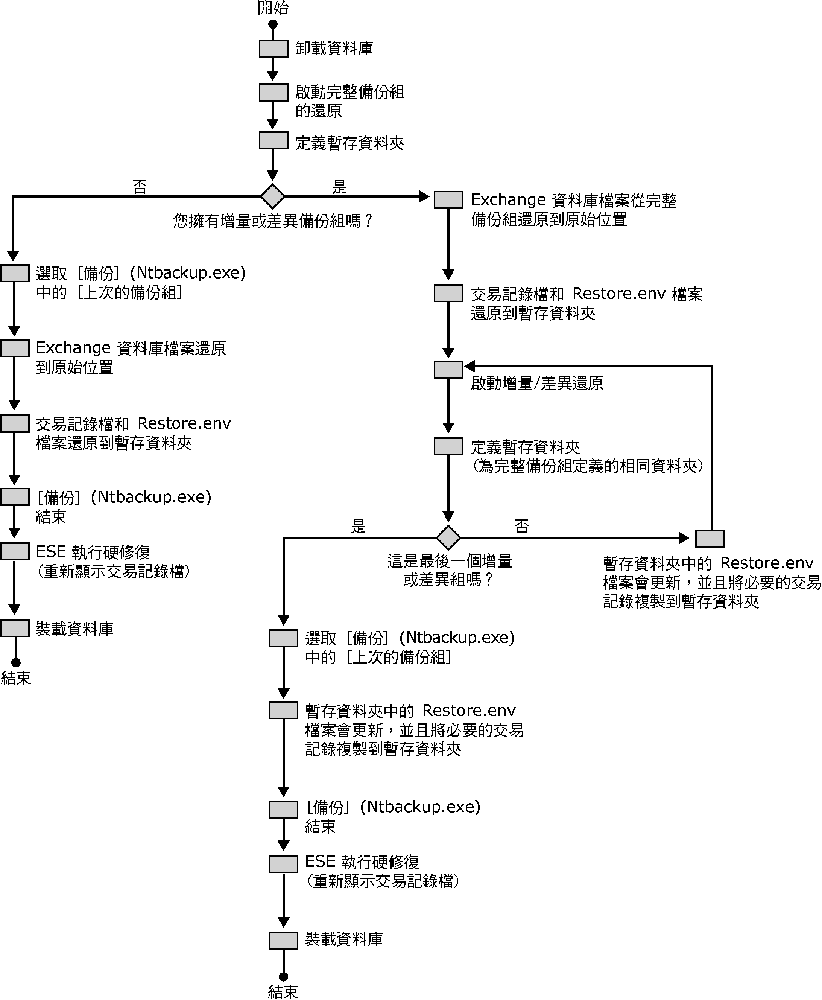 開始
卸載資料庫
啟動完整備份組
的還原
定義暫存資料夾
否
是
您擁有增量或差異備份組嗎？
Exchange 資料庫檔案從完整
備份組還原到原始位置
選取 [備份] (Ntbackup.exe)
中的 [上次的備份組]
交易記錄檔和 Restore.env 檔案
還原到暫存資料夾
Exchange 資料庫檔案還原
到原始位置
啟動增量/差異還原
交易記錄檔和 Restore.env
檔案還原到暫存資料夾
定義暫存資料夾
(為完整備份組定義的相同資料夾)
[備份] (Ntbackup.exe)
結束
是
否
ESE 執行硬修復
(重新顯示交易記錄檔)
這是最後一個增量
或差異組嗎？
暫存資料夾中的 Restore.env
檔案會更新，並且將必要的交易
記錄複製到暫存資料夾
裝載資料庫
結束
選取 [備份] (Ntbackup.exe)
中的 [上次的備份組]
暫存資料夾中的 Restore.env
檔案會更新，並且將必要的交易
記錄複製到暫存資料夾
[備份] (Ntbackup.exe)
結束
ESE 執行硬修復
(重新顯示交易記錄檔)
裝載資料庫
結束